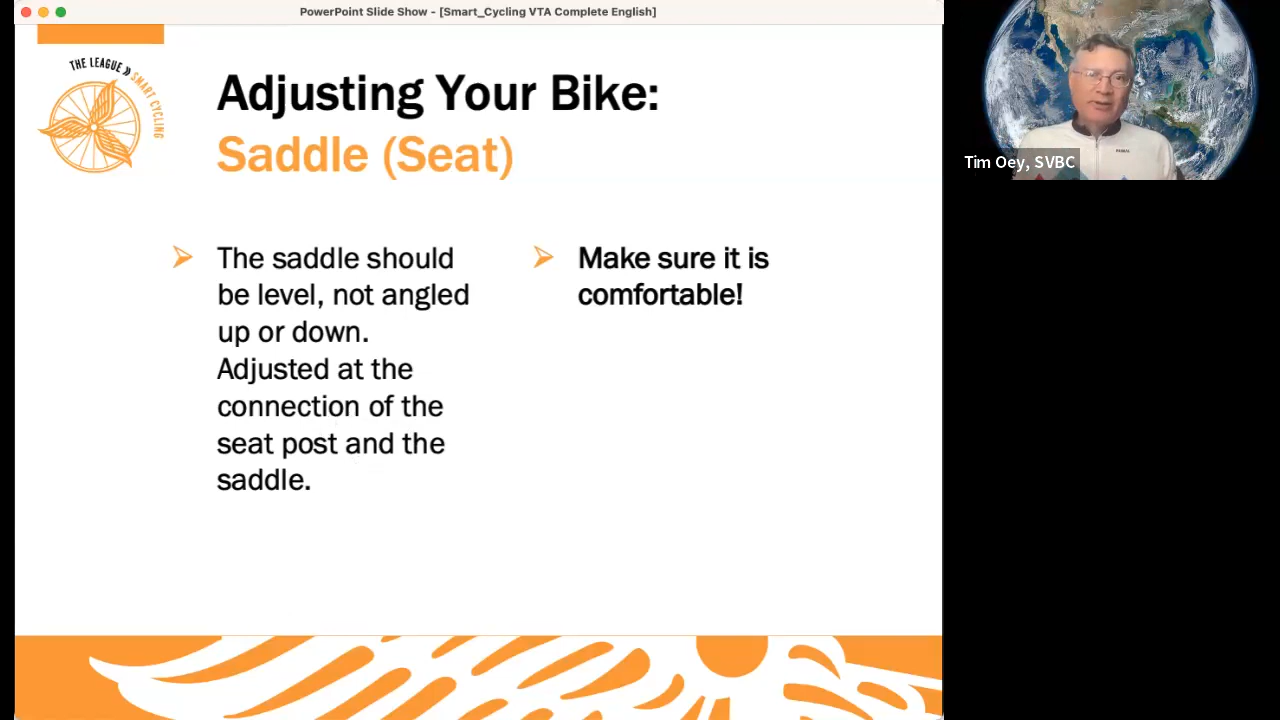 PowerPoint Slide Show - [Smart_Cycling VTA Complete English]
THE LEAGUE
SMART CYCLING
Adjusting Your Bike:
Saddle (Seat)
The saddle should
be level, not angled
up or down.
Adjusted at the
connection of the
seat post and the
saddle.
Make sure it is
comfortable!
Tim Oey, SVBC